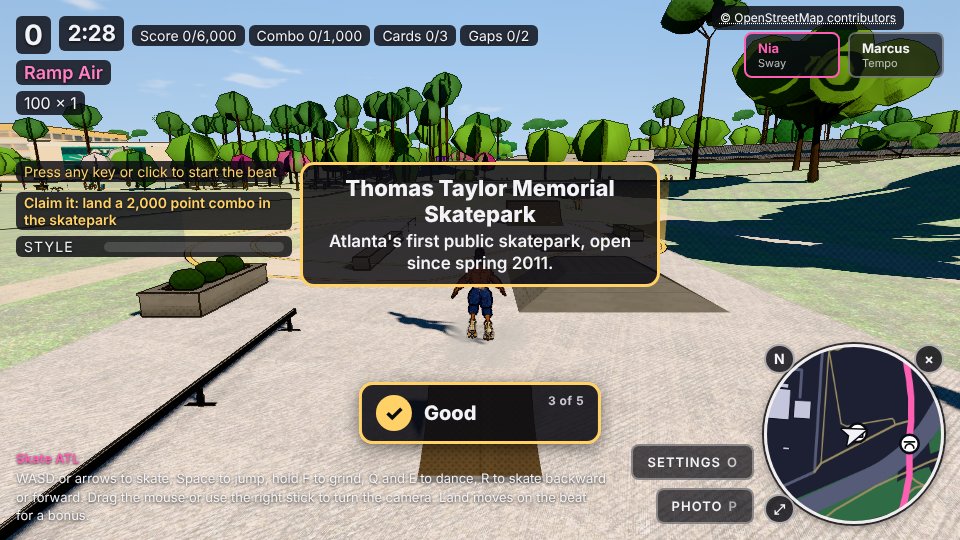 © OpenStreetMap contributors
0
2:28
Score 0/6,000
Combo 0/1,000
Cards 0/3
Gaps 0/2
Nia
Sway
Marcus
Tempo
Ramp Air
100 × 1
Press any key or click to start the beat
Claim it: land a 2,000 point combo in
the skatepark
STYLE
Thomas Taylor Memorial
Skatepark
Atlanta's first public skatepark, open
since spring 2011.
Good
3 of 5
N
×
SETTINGS O
PHOTO P
Skate ATL
WASD or arrows to skate, Space to jump, hold F to grind, Q and E to dance, R to skate backward
or forward. Drag the mouse or use the right stick to turn the camera. Land moves on the beat
for a bonus.